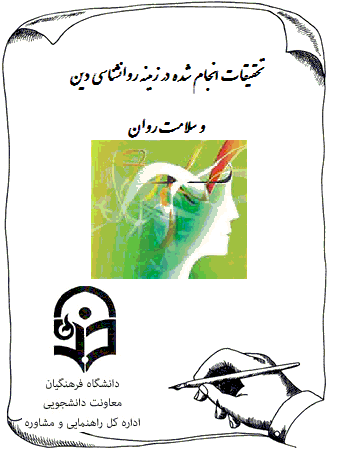 تحقیقات انجام شده در زمینه روانشناسی دین
و سلامت روان
دانشگاه فرهنگیان
معاونت دانشجویی
اداره کل راهنمایی و مشاوره